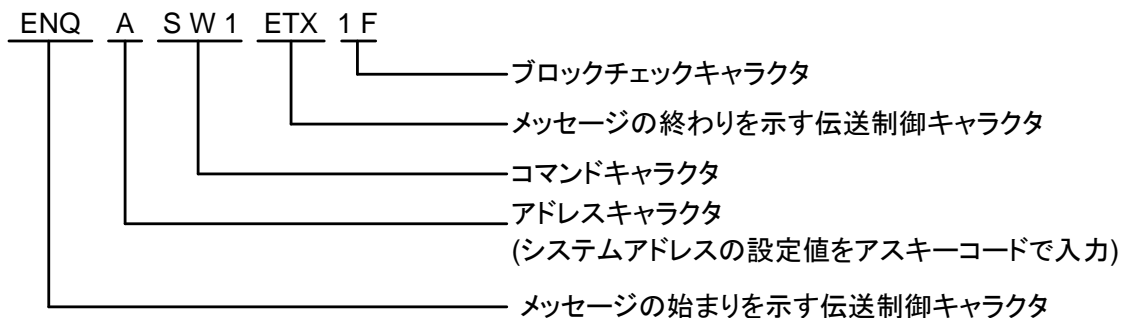 ENQ A S W 1 ETX 1 F
ブロックチェックキャラクタ
メッセージの終わりを示す伝送制御キャラクタ
コマンドキャラクタ
アドレスキャラクタ
(システムアドレスの設定値をアスキーコードで入力)
メッセージの始まりを示す伝送制御キャラクタ